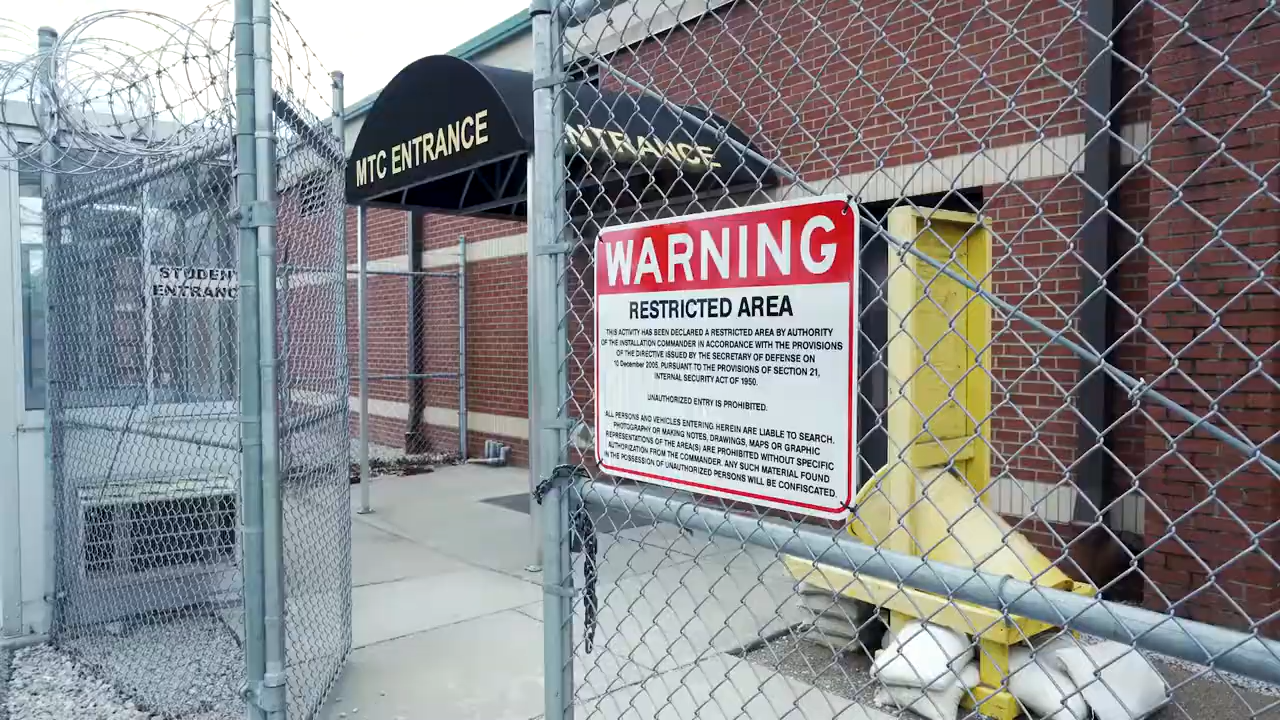 MTC ENTRANCE
NTRANCE
STUDENT
ENTRANC
WARNING
RESTRICTED AREA
THIS ACTIVITY HAS BEEN DECLARED A RESTRICTED AREA BY AUTHORITY
OF THE INSTALLATION COMMANDER IN ACCORDANCE WITH THE PROVISIONS
OF THE DIRECTIVE ISSUED BY THE SECRETARY OF DEFENSE ON
10 December 2005, PURSUANT TO THE PROVISIONS OF SECTION 21,
INTERNAL SECURITY ACT OF 1950.
UNAUTHORIZED ENTRY IS PROHIBITED.
ALL PERSONS AND VEHICLES ENTERING HEREIN ARE LIABLE TO SEARCH.
PHOTOGRAPHY OR MAKING NOTES, DRAWINGS, MAPS OR GRAPHIC
REPRESENTATIONS OF THE AREA(S) ARE PROHIBITED WITHOUT SPECIFIC
AUTHORIZATION FROM THE COMMANDER. ANY SUCH MATERIAL FOUND
IN THE POSSESSION OF UNAUTHORIZED PERSONS WILL BE CONFISCATED.